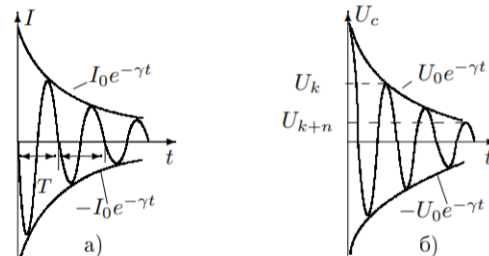 I
I₀e^{−γt}
t
T
−I₀e^{−γt}
а)
U_c
U_k
U₀e^{−γt}
U_{k+n}
t
−U₀e^{−γt}
б)